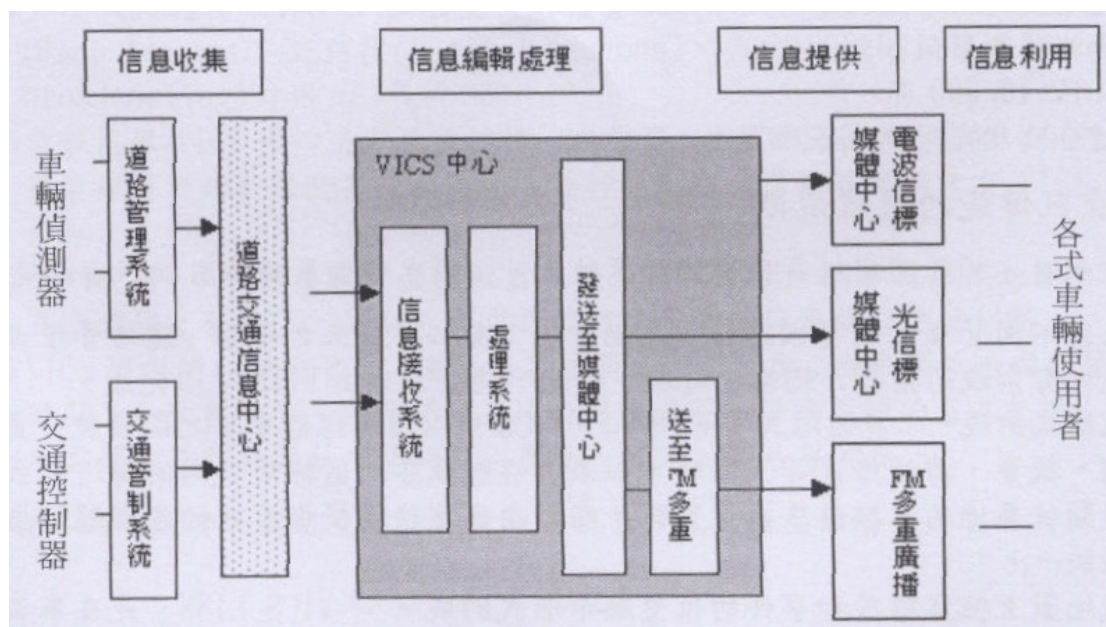 信息收集
信息編輯處理
信息提供
信息利用
車輛偵測器
交通控制器
道路管理系統
交通管制系統
道路交通信息中心
VICS 中心
信息接收系統
處理系統
發送至媒體中心
送至FM多重
電波信標
媒體中心
光信標
媒體中心
FM
多重廣播
各式車輛使用者